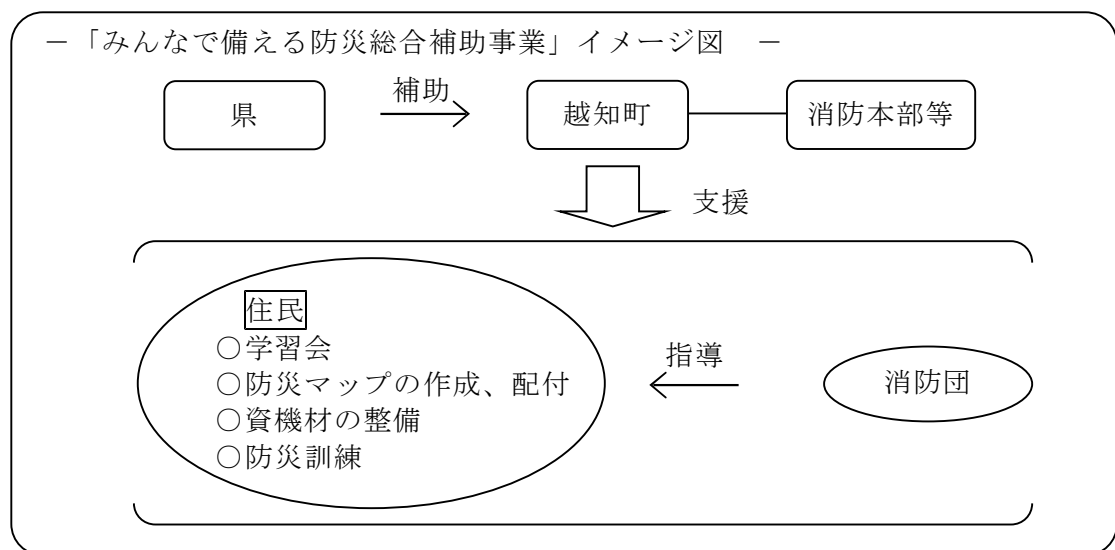 －「みんなで備える防災総合補助事業」イメージ図　－
県
補助
越知町
消防本部等
支援
住民
○学習会
○防災マップの作成、配付
○資機材の整備
○防災訓練
指導
消防団